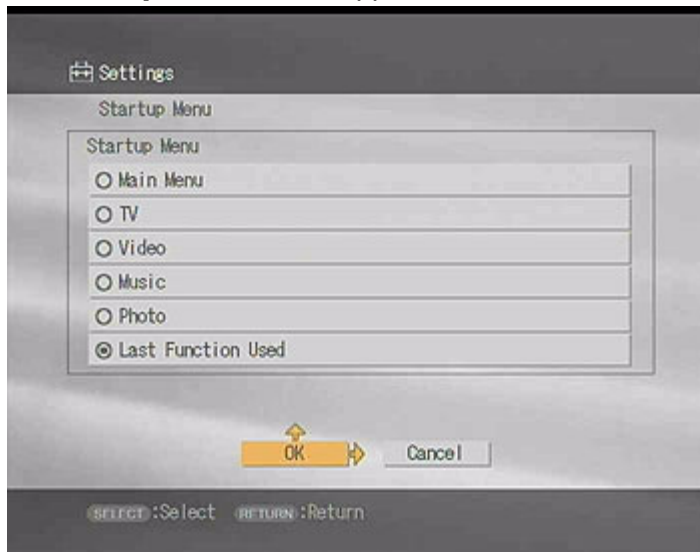 Settings
Startup Menu
Startup Menu
Main Menu
TV
Video
Music
Photo
Last Function Used
OK
Cancel
SELECT :Select RETURN :Return